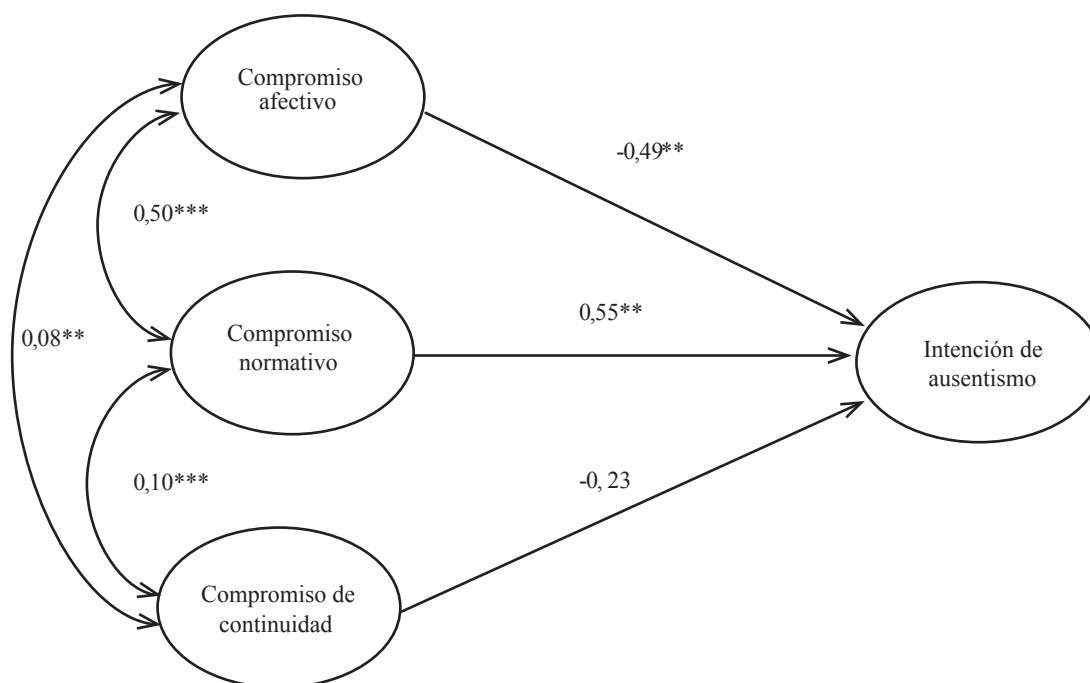 Compromiso
afectivo
-0,49**
0,50***
Compromiso
normativo
0,55**
0,08**
Intención de
ausentismo
0,10***
-0, 23
Compromiso de
continuidad